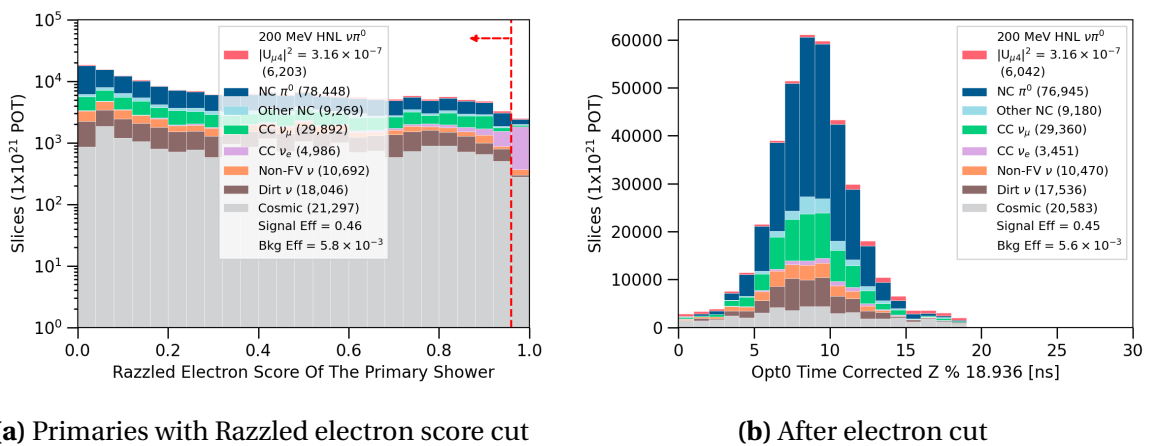 10^5
10^4
10^3
10^2
10^1
10^0
Slices (1x10^21 POT)
200 MeV HNL νπ^0
|U_μ4|^2 = 3.16 × 10^−7
(6,203)
NC π^0 (78,448)
Other NC (9,269)
CC ν_μ (29,892)
CC ν_e (4,986)
Non-FV ν (10,692)
Dirt ν (18,046)
Cosmic (21,297)
Signal Eff = 0.46
Bkg Eff = 5.8 × 10^−3
0.0 0.2 0.4 0.6 0.8 1.0
Razzled Electron Score Of The Primary Shower
(a) Primaries with Razzled electron score cut
60000
50000
40000
30000
20000
10000
0
Slices (1x10^21 POT)
200 MeV HNL νπ^0
|U_μ4|^2 = 3.16 × 10^−7
(6,042)
NC π^0 (76,945)
Other NC (9,180)
CC ν_μ (29,360)
CC ν_e (3,451)
Non-FV ν (10,470)
Dirt ν (17,536)
Cosmic (20,583)
Signal Eff = 0.45
Bkg Eff = 5.6 × 10^−3
0 5 10 15 20 25 30
Opt0 Time Corrected Z % 18.936 [ns]
(b) After electron cut